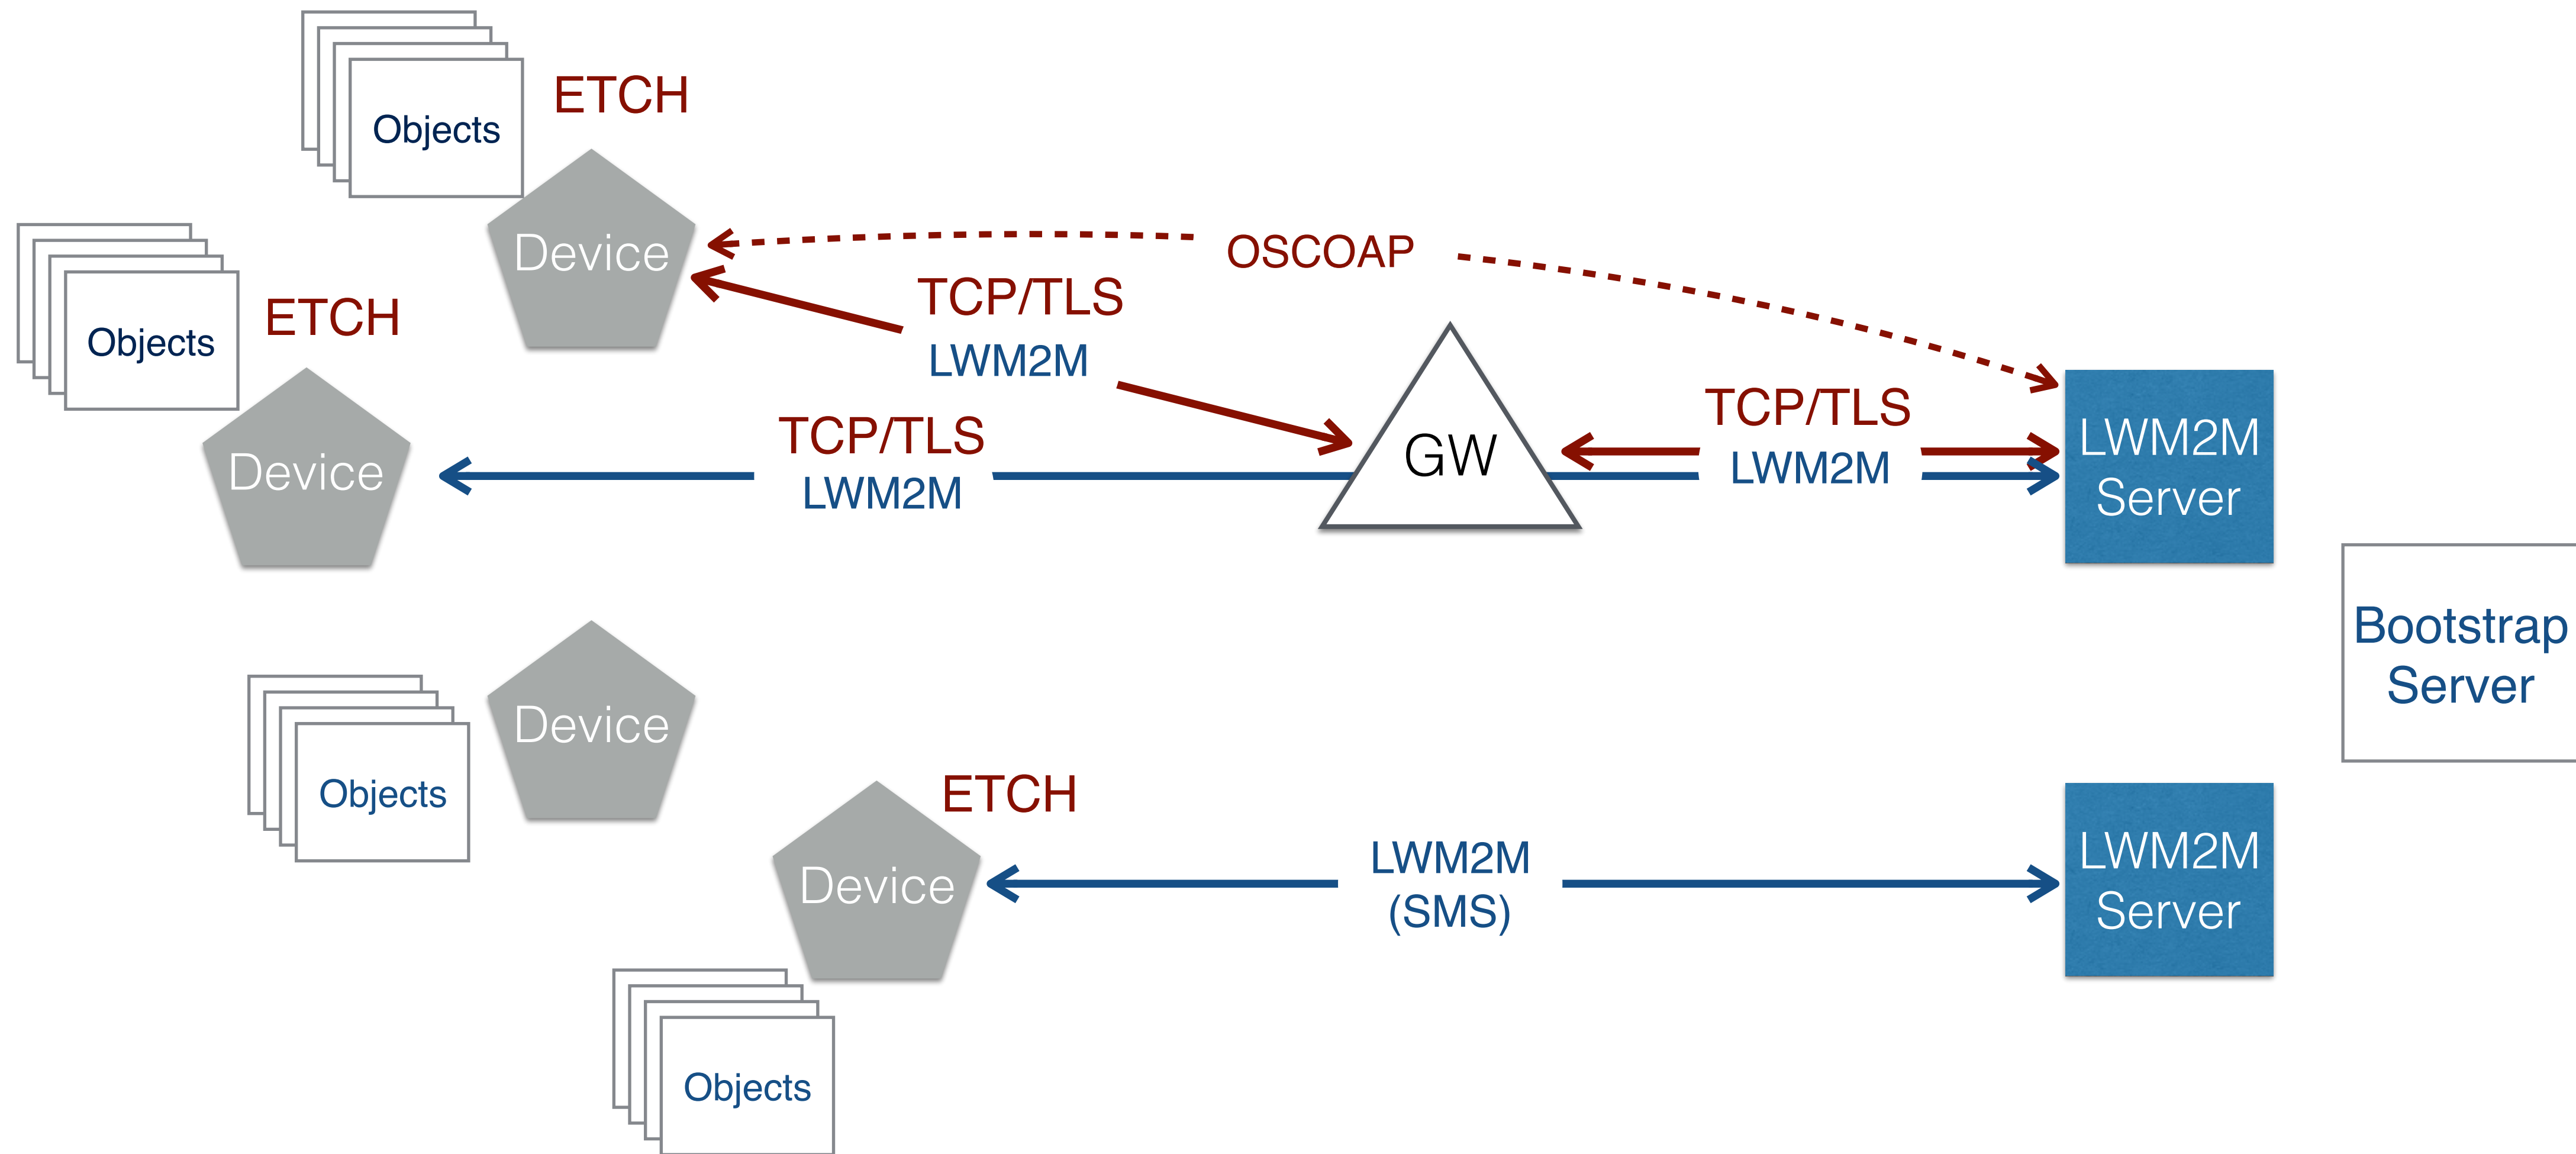 ETCH
Objects
Device
OSCOAP
TCP/TLS
LWM2M
ETCH
Objects
Device
TCP/TLS
LWM2M
GW
TCP/TLS
LWM2M
LWM2M
Server
Bootstrap
Server
Device
Objects
ETCH
Device
LWM2M
(SMS)
LWM2M
Server
Objects